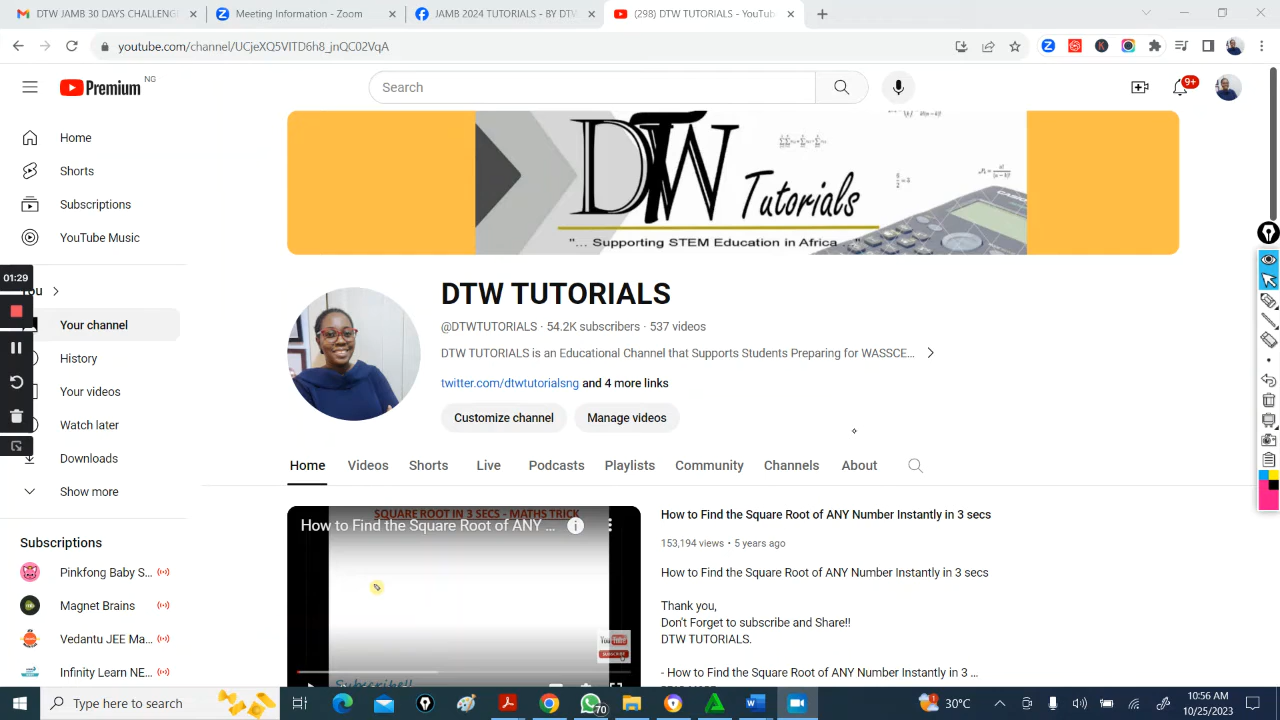 DTW JAMB 30 DAYS CHALLENG
Meeting Information - Zoom
JAMB 2024 TUTORIALS - BY DTW
(298) DTW TUTORIALS - YouTube
youtube.com/channel/UCjeXQ5VITD6h8_jnEz02VqA
Premium NG
Search
9+
Home
Shorts
Subscriptions
YouTube Music
01:29
You
Your channel
History
Your videos
Watch later
Downloads
Show more
Subscriptions
Pinkfong Baby S...
Magnet Brains
Vedantu JEE Ma...
Infinity Learn NE...
DTW Tutorials
"... Supporting STEM Education in Africa ..."
DTW TUTORIALS
@DTWTUTORIALS · 54.2K subscribers · 537 videos
DTW TUTORIALS is an Educational Channel that Supports Students Preparing for WASSCE...
twitter.com/dtwtutorialsng and 4 more links
Customize channel
Manage videos
Home Videos Shorts Live Podcasts Playlists Community Channels About
SQUARE ROOT IN 3 SECS - MATHS TRICK
How to Find the Square Root of ANY ...
SUBSCRIBE
Subscribe!!
How to Find the Square Root of ANY Number Instantly in 3 secs
153,194 views • 5 years ago
How to Find the Square Root of ANY Number Instantly in 3 secs
Thank you,
Don't Forget to subscribe and Share!!
DTW TUTORIALS.
- How to Find the Square Root of ANY Number Instantly in 3 ...
Type here to search
70
1
30°C
10:56 AM
10/25/2023